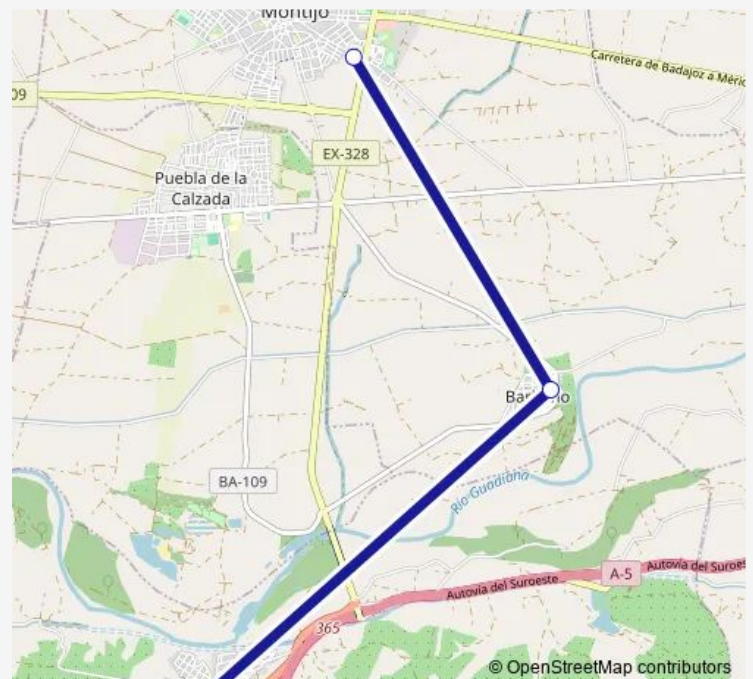 Montijo
Carretera de Badajoz a Méric
09
EX-328
Puebla de la
Calzada
BA-109
Río Guadiana
Autovía del Suroes
A-5
Autovía del Suroeste
365
© OpenStreetMap contributors